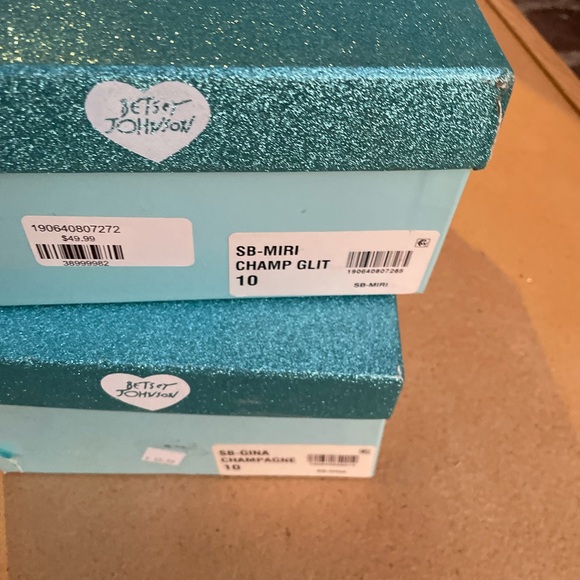 BETSEY
JOHNSON
190640807272
$49.99
38999982
SB-MIRI
CHAMP GLIT
10
190640807285
SB-MIRI
BETSEY
JOHNSON
SB-GINA
CHAMPAGNE
10